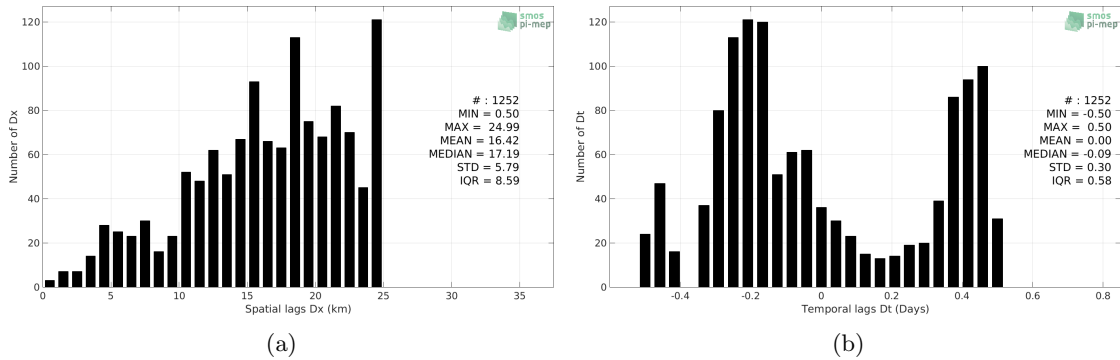 smos
pi-mep
120
100
80
60
40
20
0
Number of Dx
# : 1252
MIN = 0.50
MAX = 24.99
MEAN = 16.42
MEDIAN = 17.19
STD = 5.79
IQR = 8.59
0 5 10 15 20 25 30 35
Spatial lags Dx (km)
(a)
smos
pi-mep
120
100
80
60
40
20
0
Number of Dt
# : 1252
MIN = -0.50
MAX = 0.50
MEAN = 0.00
MEDIAN = -0.09
STD = 0.30
IQR = 0.58
-0.4 -0.2 0 0.2 0.4 0.6 0.8
Temporal lags Dt (Days)
(b)